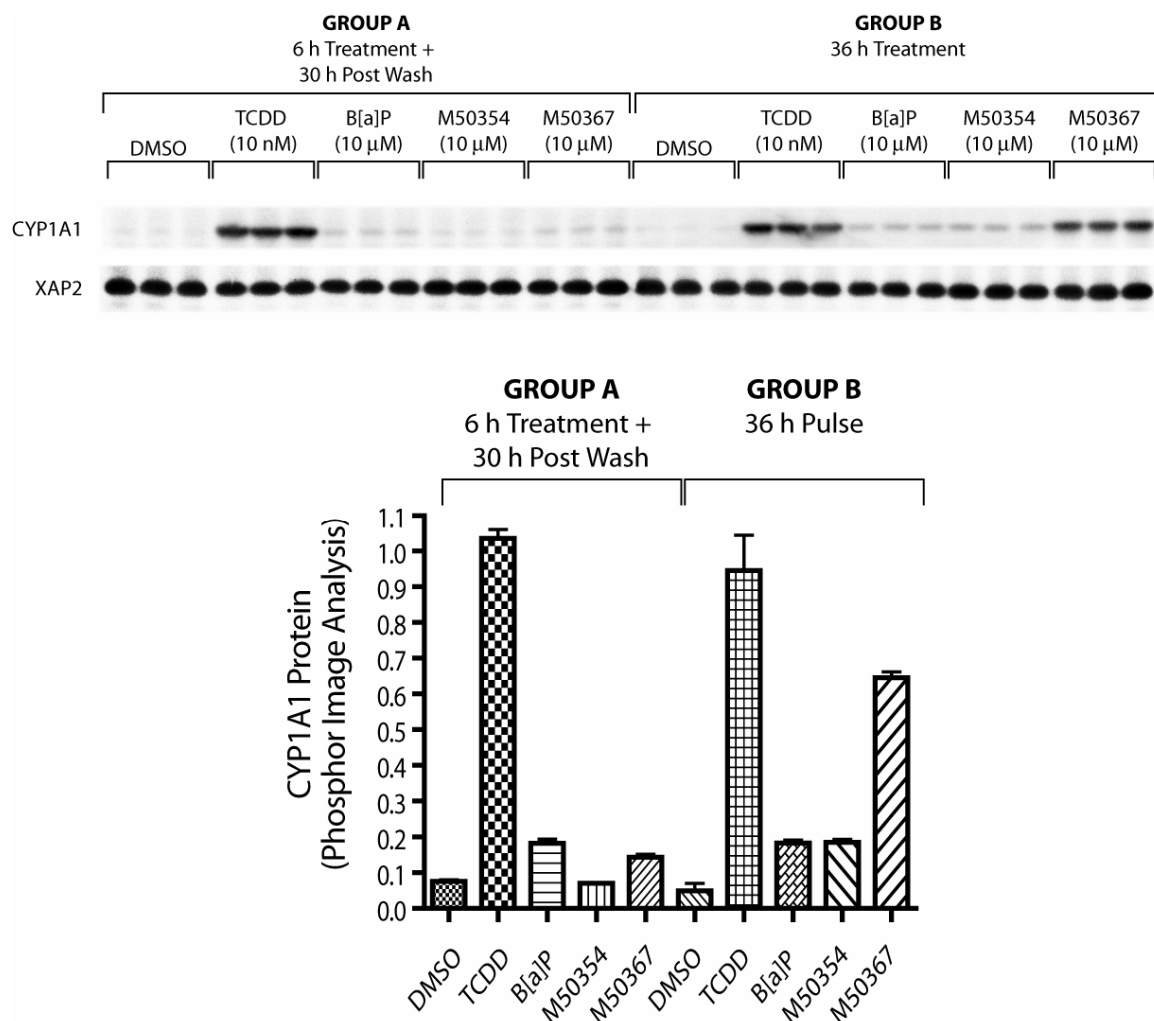 GROUP A
6 h Treatment +
30 h Post Wash
GROUP B
36 h Treatment
DMSO
TCDD
(10 nM)
B[a]P
(10 µM)
M50354
(10 µM)
M50367
(10 µM)
DMSO
TCDD
(10 nM)
B[a]P
(10 µM)
M50354
(10 µM)
M50367
(10 µM)
CYP1A1
XAP2
GROUP A
6 h Treatment +
30 h Post Wash
GROUP B
36 h Pulse
CYP1A1 Protein
(Phosphor Image Analysis)
1.1
1.0
0.9
0.8
0.7
0.6
0.5
0.4
0.3
0.2
0.1
0.0
DMSO
TCDD
B[a]P
M50354
M50367
DMSO
TCDD
B[a]P
M50354
M50367